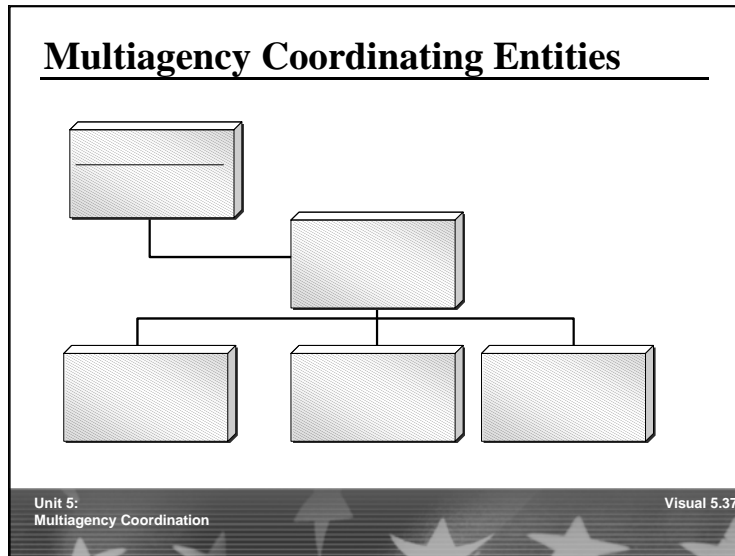 Multiagency Coordinating Entities
Unit 5:
Multiagency Coordination
Visual 5.37